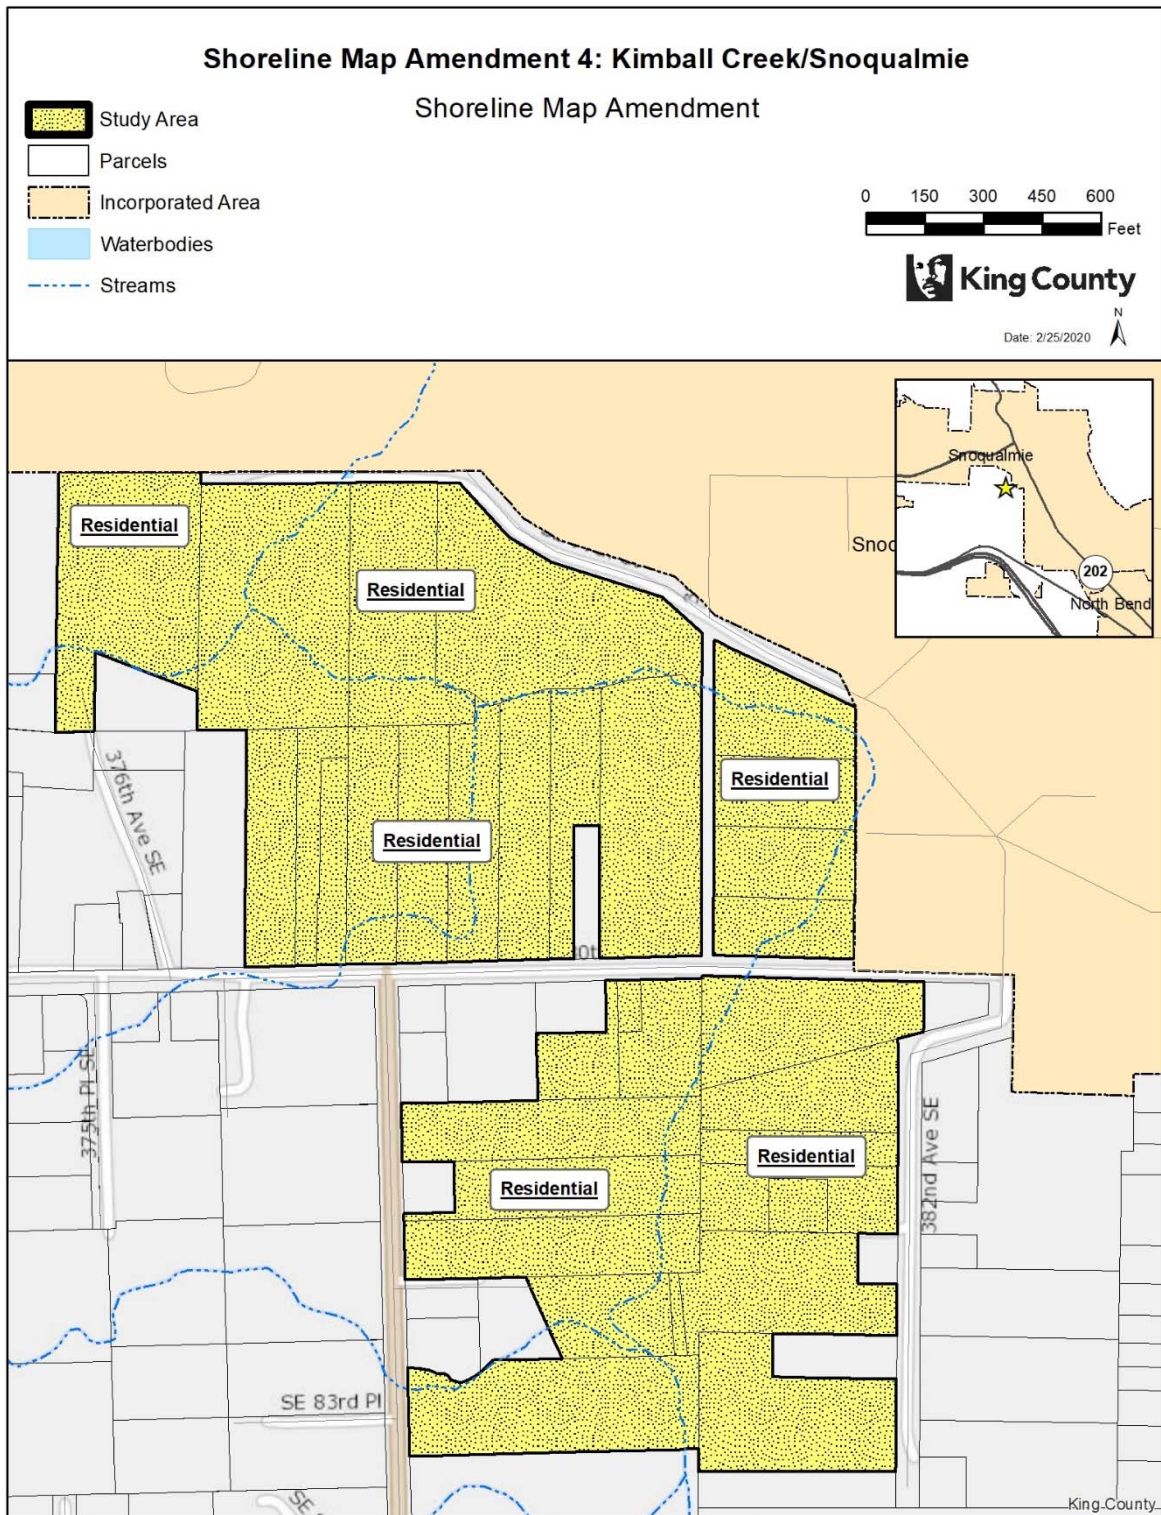 Shoreline Map Amendment 4: Kimball Creek/Snoqualmie
Shoreline Map Amendment
Study Area
Parcels
Incorporated Area
Waterbodies
Streams
0 150 300 450 600
Feet
King County
N
Date: 2/25/2020
Snoqualmie
202
North Bend
Snoq
Residential
Residential
Residential
Residential
376th Ave SE
Residential
Residential
375th Pl SE
382nd Ave SE
SE 83rd Pl
SE
King County